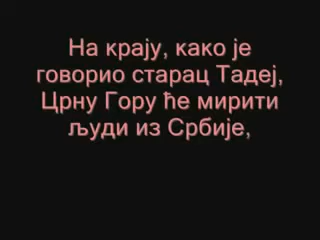 На крају, како је
говорио старац Тадеј,
Црну Гору ће мирити
људи из Србије,